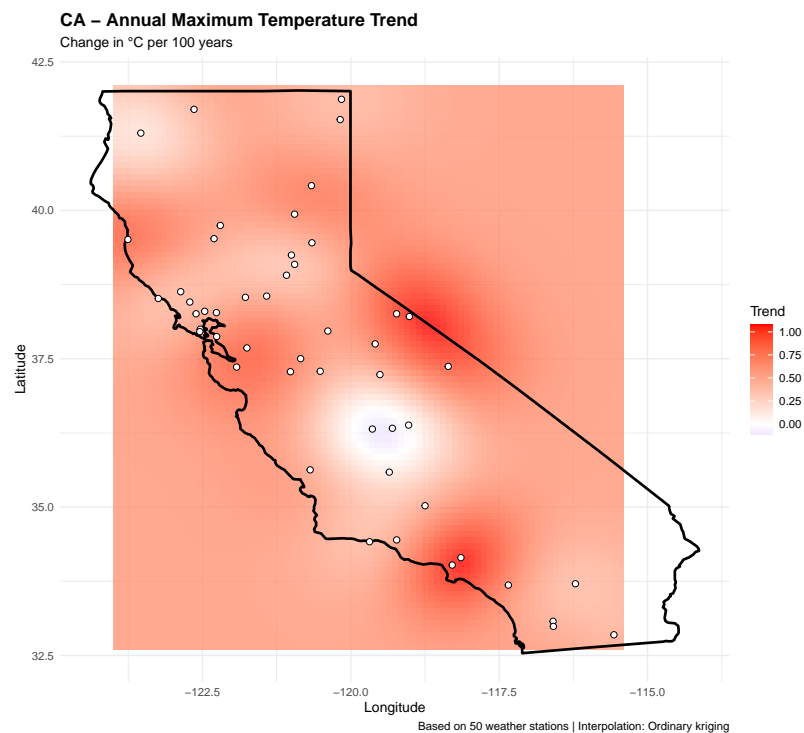 CA – Annual Maximum Temperature Trend
Change in °C per 100 years
42.5
40.0
37.5
35.0
32.5
Latitude
−122.5
−120.0
−117.5
−115.0
Longitude
Trend
1.00
0.75
0.50
0.25
0.00
Based on 50 weather stations | Interpolation: Ordinary kriging